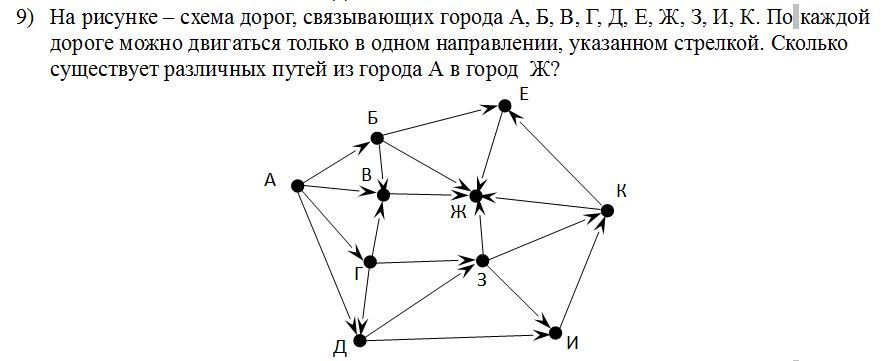 9) На рисунке – схема дорог, связывающих города А, Б, В, Г, Д, Е, Ж, З, И, К. По каждой
дороге можно двигаться только в одном направлении, указанном стрелкой. Сколько
существует различных путей из города А в город Ж?
Е
Б
А
В
К
Ж
Г
З
Д
И